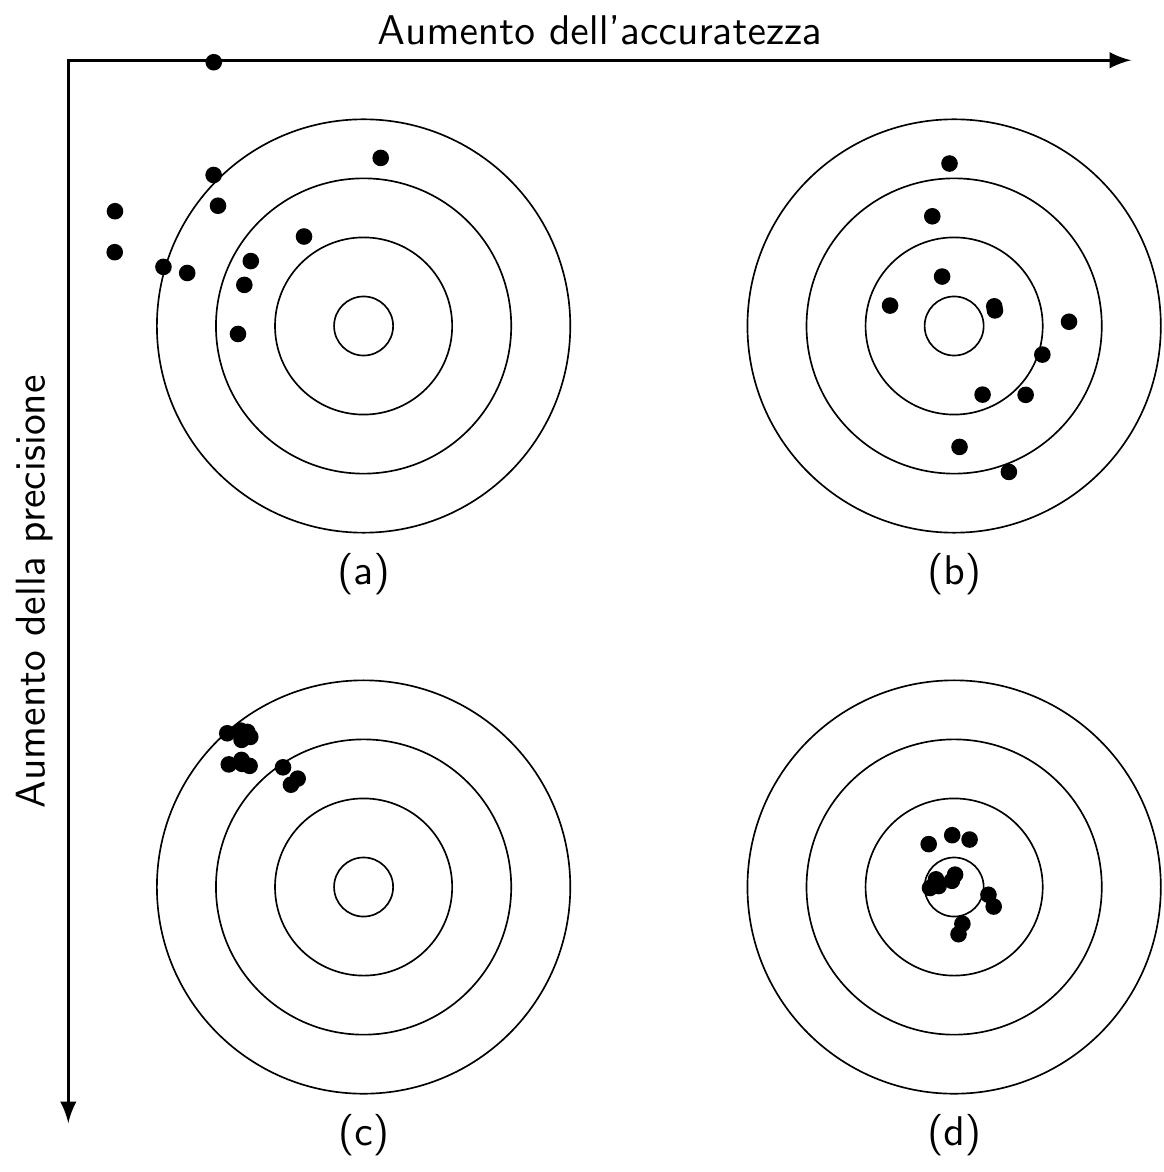 Aumento dell'accuratezza
Aumento della precisione
(a)
(b)
(c)
(d)